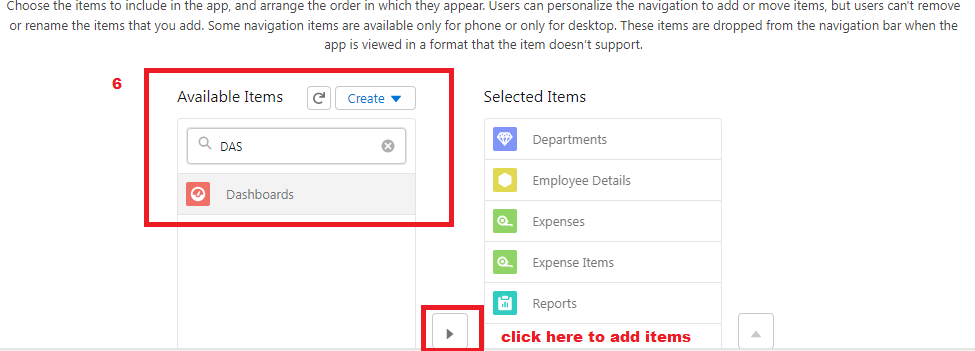 Choose the items to include in the app, and arrange the order in which they appear. Users can personalize the navigation to add or move items, but users can't remove
or rename the items that you add. Some navigation items are available only for phone or only for desktop. These items are dropped from the navigation bar when the
app is viewed in a format that the item doesn't support.
6
Available Items
Create
Selected Items
DAS
Dashboards
Departments
Employee Details
Expenses
Expense Items
Reports
click here to add items